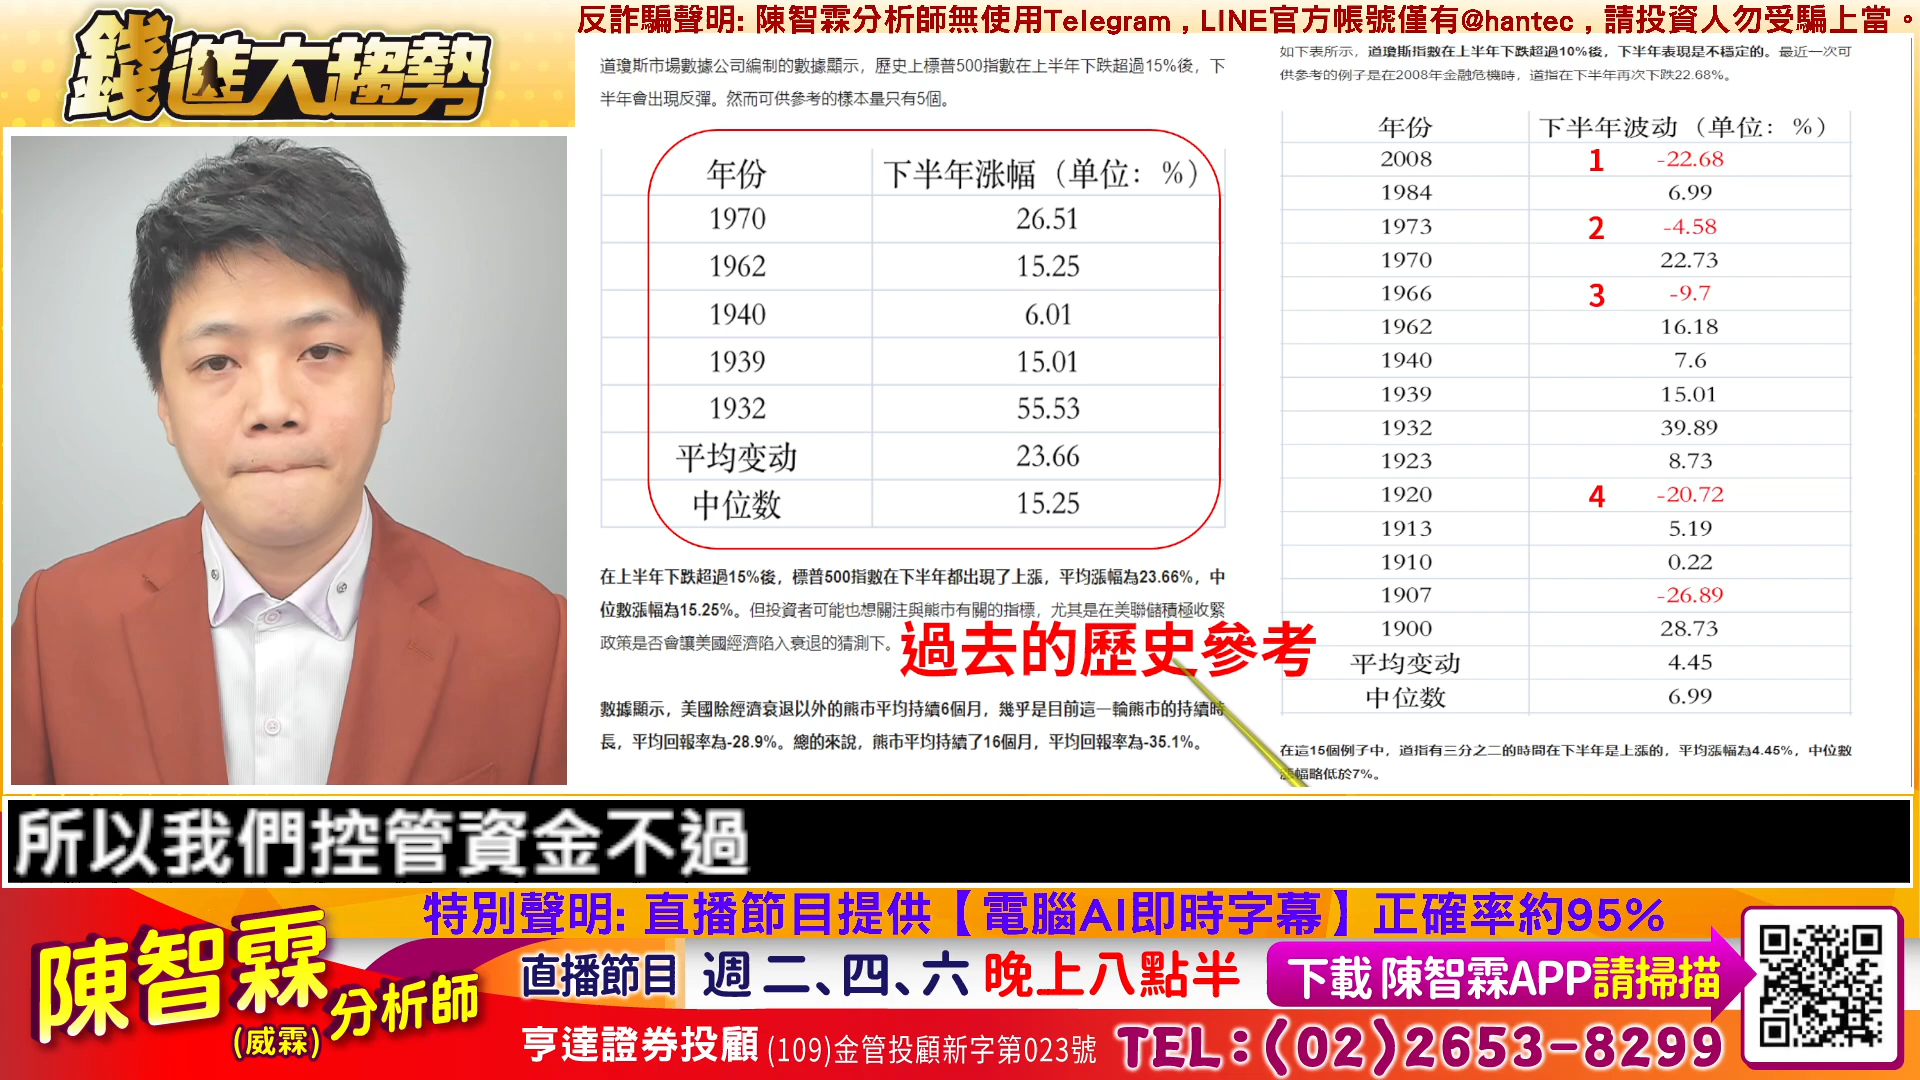 反詐騙聲明: 陳智霖分析師無使用Telegram , LINE官方帳號僅有@hantec , 請投資人勿受騙上當。
錢進大趨勢
道瓊斯市場數據公司編制的數據顯示，歷史上標普500指數在上半年下跌超過15%後，下
半年會出現反彈。然而可供參考的樣本量只有5個。
年份 下半年涨幅（单位：%）
1970 26.51
1962 15.25
1940 6.01
1939 15.01
1932 55.53
平均变动 23.66
中位数 15.25
在上半年下跌超過15%後，標普500指數在下半年都出現了上漲，平均漲幅為23.66%，中
位數漲幅為15.25%。但投資者可能也想關注與熊市有關的指標，尤其是在美聯儲積極收緊
政策是否會讓美國經濟陷入衰退的猜測下。
過去的歷史參考
數據顯示，美國除經濟衰退以外的熊市平均持續6個月，幾乎是目前這一輪熊市的持續時
長，平均回報率為-28.9%。總的來說，熊市平均持續了16個月，平均回報率為-35.1%。
如下表所示，道瓊斯指數在上半年下跌超過10%後，下半年表現是不穩定的。最近一次可
供參考的例子是在2008年金融危機時，道指在下半年再次下跌22.68%。
年份 下半年波动（单位：%）
2008 1 -22.68
1984 6.99
1973 2 -4.58
1970 22.73
1966 3 -9.7
1962 16.18
1940 7.6
1939 15.01
1932 39.89
1923 8.73
1920 4 -20.72
1913 5.19
1910 0.22
1907 -26.89
1900 28.73
平均变动 4.45
中位数 6.99
在這15個例子中，道指有三分之二的時間在下半年是上漲的，平均漲幅為4.45%，中位數
漲幅略低於7%。
所以我們控管資金不過
特別聲明: 直播節目提供【電腦AI即時字幕】正確率約95%
陳智霖分析師
(威霖)
直播節目 週二、四、六 晚上八點半
下載 陳智霖APP請掃描
亨達證券投顧 (109)金管投顧新字第023號 TEL:(02)2653-8299